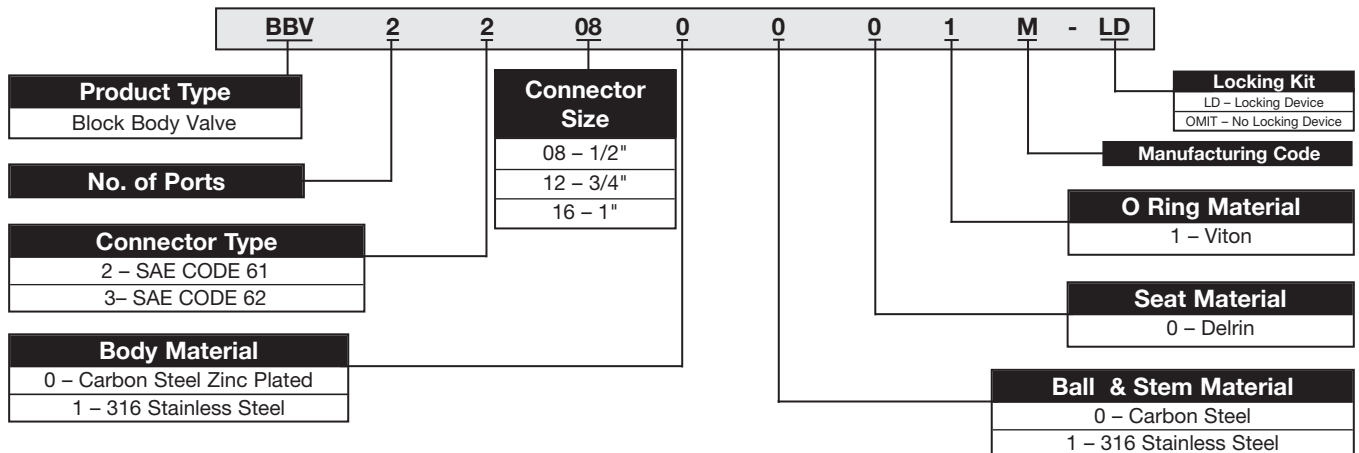 BBV 2 2 08 0 0 0 1 M - LD
Product Type
Block Body Valve
No. of Ports
Connector Type
2 – SAE CODE 61
3– SAE CODE 62
Body Material
0 – Carbon Steel Zinc Plated
1 – 316 Stainless Steel
Connector
Size
08 – 1/2"
12 – 3/4"
16 – 1"
Locking Kit
LD – Locking Device
OMIT – No Locking Device
Manufacturing Code
O Ring Material
1 – Viton
Seat Material
0 – Delrin
Ball & Stem Material
0 – Carbon Steel
1 – 316 Stainless Steel